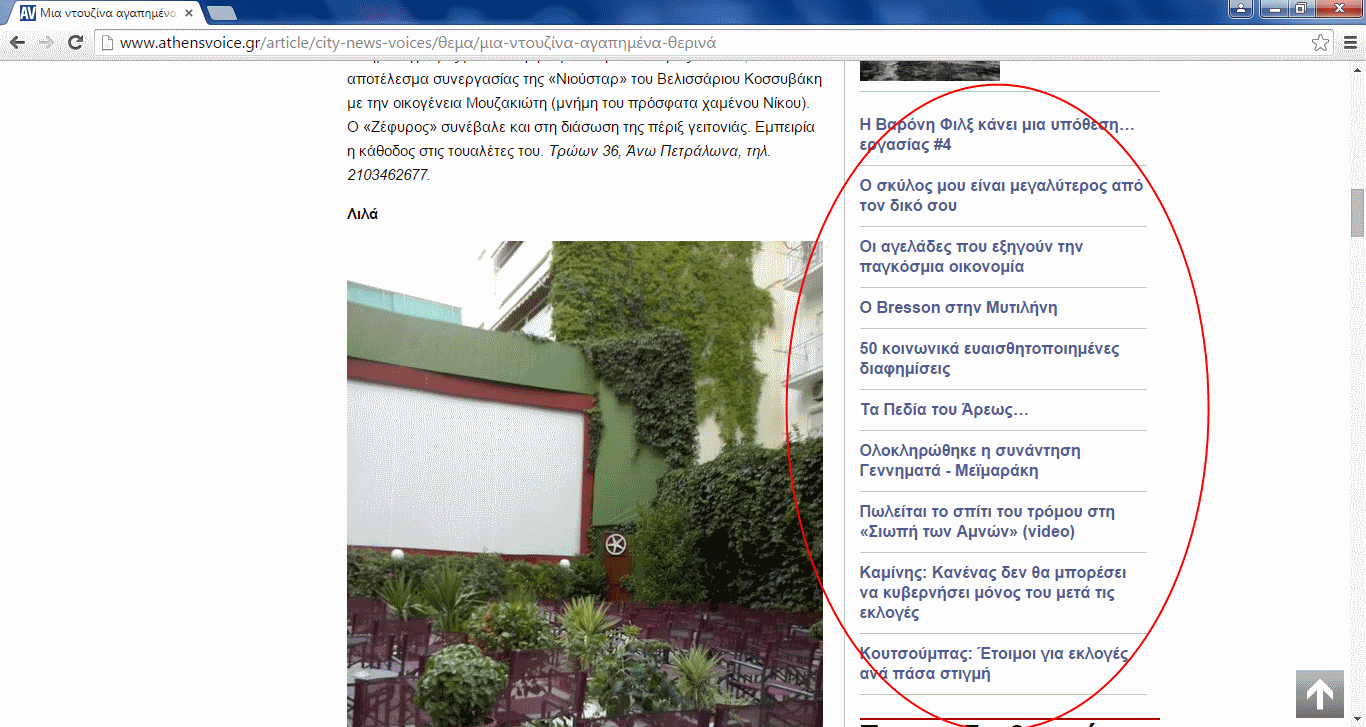 Μια ντουζίνα αγαπημένα
www.athensvoice.gr/article/city-news-voices/θεμα/μια-ντουζίνα-αγαπημένα-θερινά
αποτέλεσμα συνεργασίας της «Νιούσταρ» του Βελισσάριου Κοσσυβάκη
με την οικογένεια Μουζακιώτη (μνήμη του πρόσφατα χαμένου Νίκου).
Ο «Ζέφυρος» συνέβαλε και στη διάσωση της πέριξ γειτονιάς. Εμπειρία
η κάθοδος στις τουαλέτες του. Τρώων 36, Άνω Πετράλωνα, τηλ.
2103462677.
Λιλά
Η Βαρόνη Φιλξ κάνει μια υπόθεση...
εργασίας #4
Ο σκύλος μου είναι μεγαλύτερος από
τον δικό σου
Οι αγελάδες που εξηγούν την
παγκόσμια οικονομία
Ο Bresson στην Μυτιλήνη
50 κοινωνικά ευαισθητοποιημένες
διαφημίσεις
Τα Πεδία του Άρεως...
Ολοκληρώθηκε η συνάντηση
Γεννηματά - Μεϊμαράκη
Πωλείται το σπίτι του τρόμου στη
«Σιωπή των Αμνών» (video)
Καμίνης: Κανένας δεν θα μπορέσει
να κυβερνήσει μόνος του μετά τις
εκλογές
Κουτσούμπας: Έτοιμοι για εκλογές
ανά πάσα στιγμή